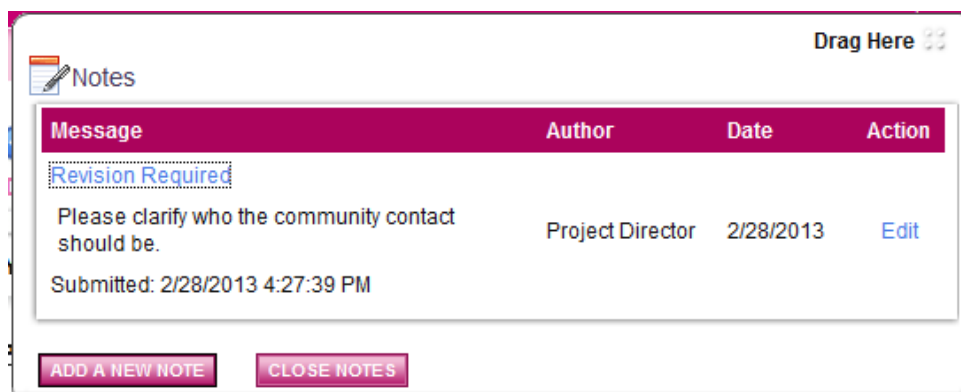 Drag Here
Notes
Message Author Date Action
Revision Required
Please clarify who the community contact
should be.
Project Director 2/28/2013 Edit
Submitted: 2/28/2013 4:27:39 PM
ADD A NEW NOTE CLOSE NOTES